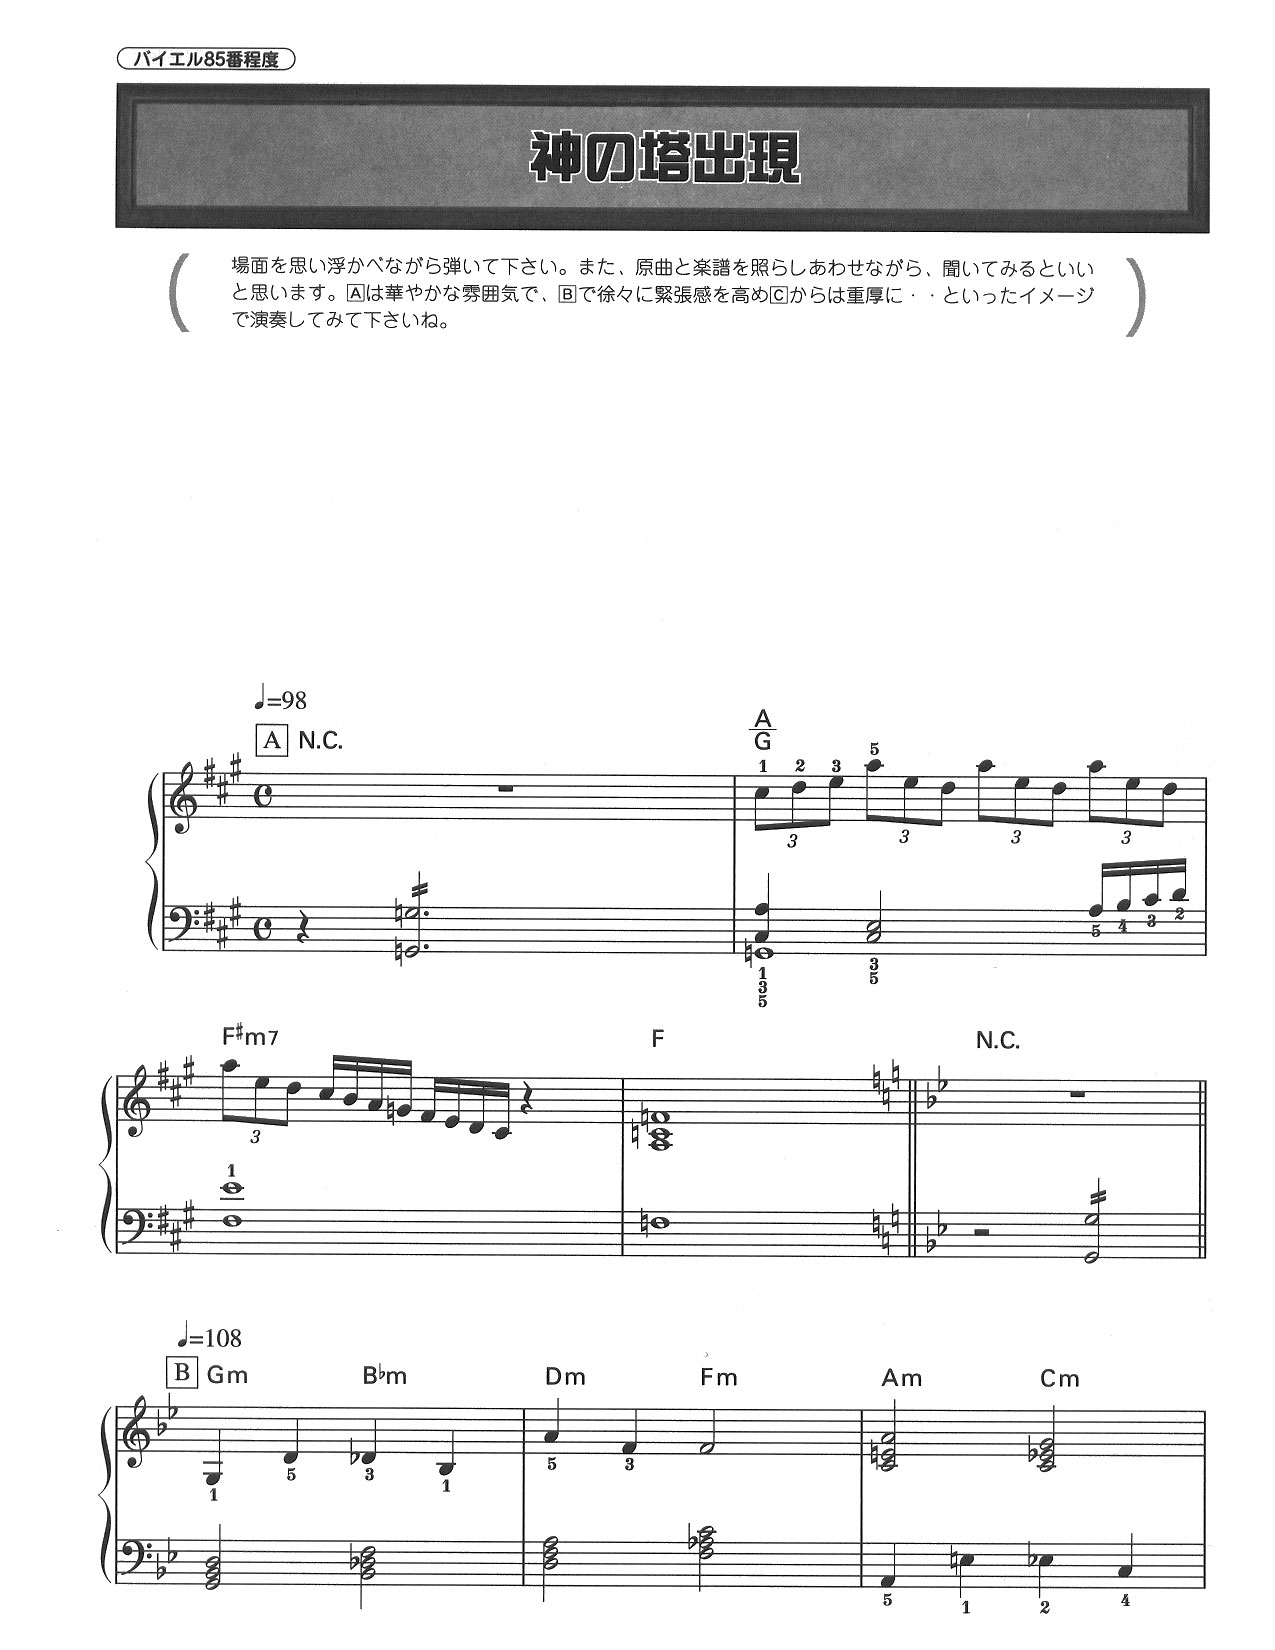 バイエル85番程度
神の塔出現
場面を思い浮かべながら弾いて下さい。また、原曲と楽譜を照らしあわせながら、聞いてみるといい
と思います。Aは華やかな雰囲気で、Bで徐々に緊張感を高めCからは重厚に・・といったイメージ
で演奏してみて下さいね。
♩=98
A N.C. A/G
1 2 3 5
3 3 3 3
5 4 3 2
1 3
3 5
5
F♯m7 F N.C.
3
1
♩=108
B Gm B♭m Dm Fm Am Cm
1 5 3 1 5 3
5 1 2 4